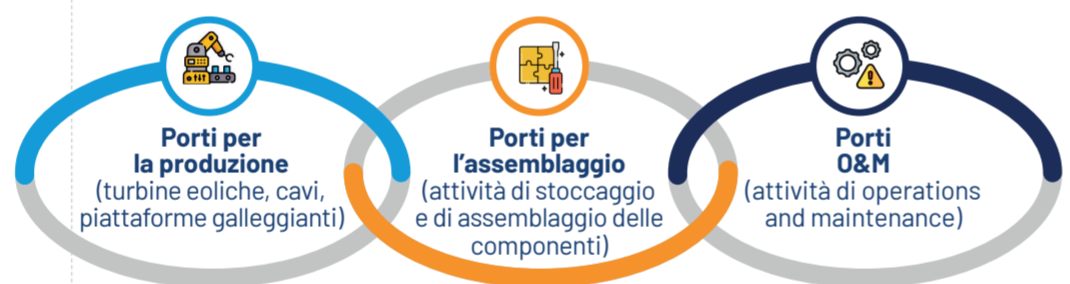 Porti per
la produzione
(turbine eoliche, cavi,
piattaforme galleggianti)
Porti per
l'assemblaggio
(attività di stoccaggio
e di assemblaggio delle
componenti)
Porti
O&M
(attività di operations
and maintenance)